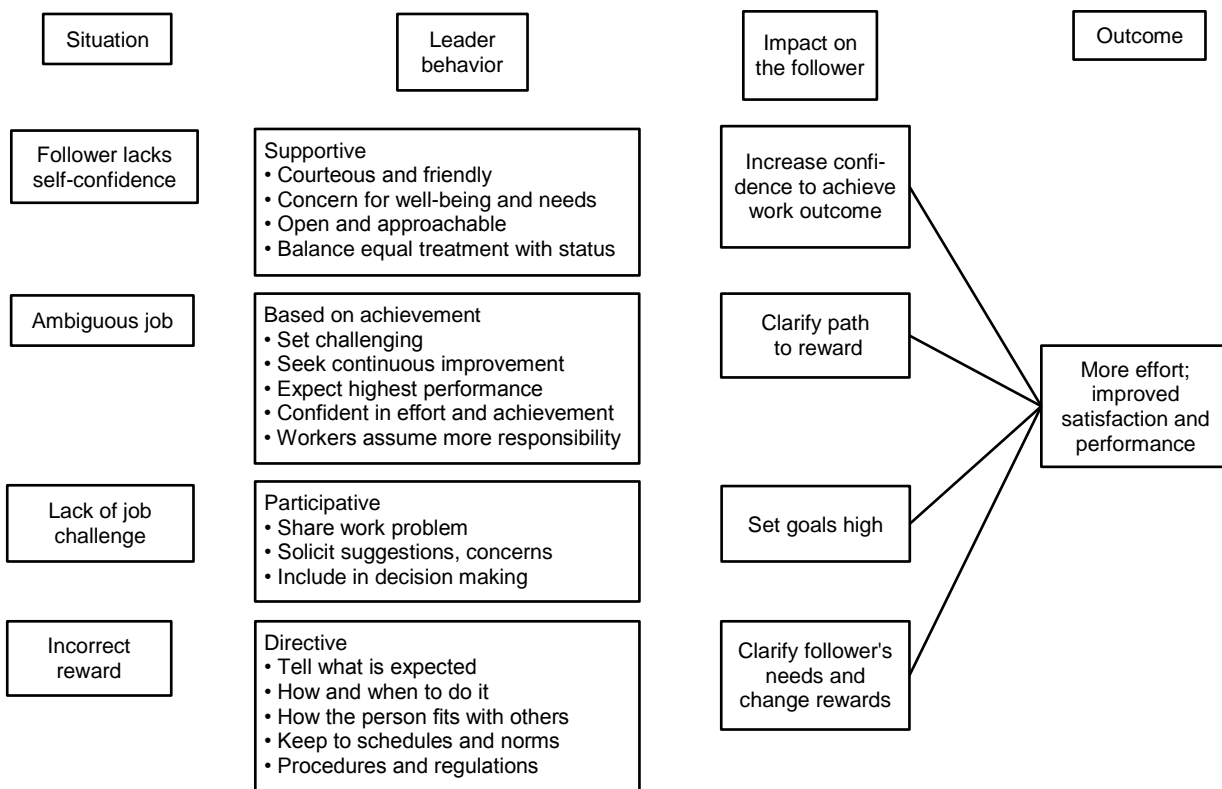 Situation
Leader
behavior
Impact on
the follower
Outcome
Follower lacks
self-confidence
Supportive
• Courteous and friendly
• Concern for well-being and needs
• Open and approachable
• Balance equal treatment with status
Increase confi-
dence to achieve
work outcome
Ambiguous job
Based on achievement
• Set challenging
• Seek continuous improvement
• Expect highest performance
• Confident in effort and achievement
• Workers assume more responsibility
Clarify path
to reward
More effort;
improved
satisfaction and
performance
Lack of job
challenge
Participative
• Share work problem
• Solicit suggestions, concerns
• Include in decision making
Set goals high
Incorrect
reward
Directive
• Tell what is expected
• How and when to do it
• How the person fits with others
• Keep to schedules and norms
• Procedures and regulations
Clarify follower's
needs and
change rewards